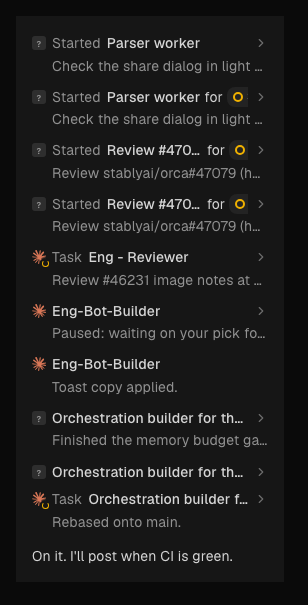 ? Started Parser worker
Check the share dialog in light ...
? Started Parser worker for
Check the share dialog in light ...
? Started Review #470... for
Review stablyai/orca#47079 (h...
? Started Review #470... for
Review stablyai/orca#47079 (h...
Task Eng - Reviewer
Review #46231 image notes at ...
Eng-Bot-Builder
Paused: waiting on your pick fo...
Eng-Bot-Builder
Toast copy applied.
? Orchestration builder for th...
Finished the memory budget ga...
? Orchestration builder for th...
Task Orchestration builder f...
Rebased onto main.
On it. I'll post when CI is green.